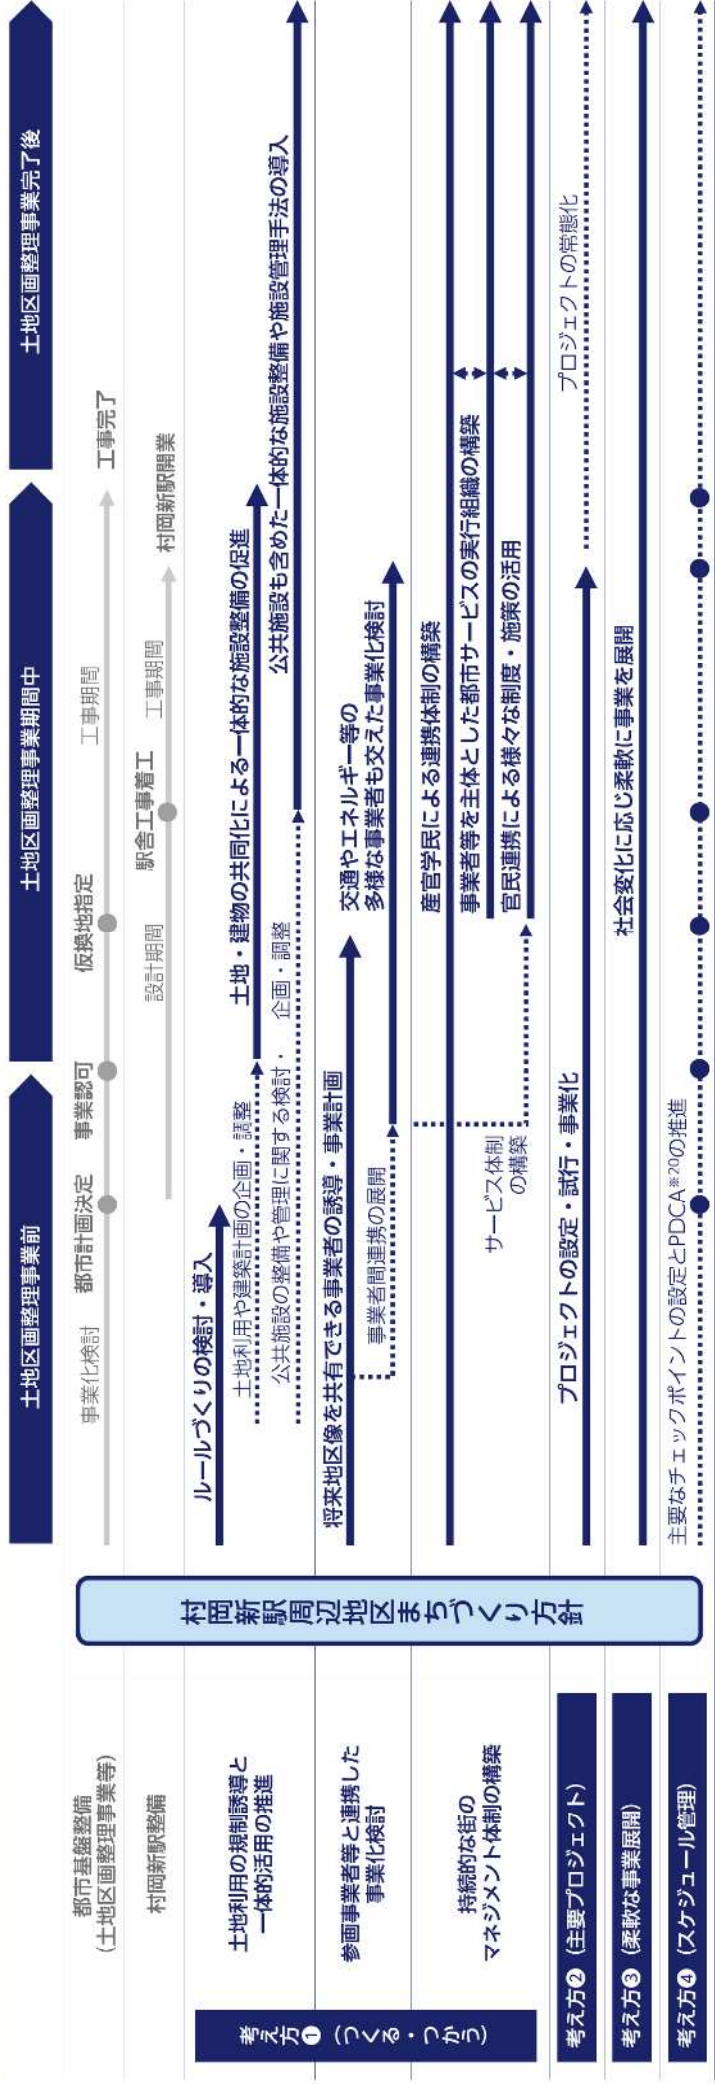 土地区画整理事業前
土地区画整理事業期間中
土地区画整理事業完了後
都市基盤整備
(土地区画整理事業等)
事業化検討
都市計画決定
事業認可
仮換地指定
工事期間
工事完了
村岡新駅整備
設計期間
駅舎工事着工
工事期間
村岡新駅開業
村岡新駅周辺地区まちづくり方針
考え方❶(つくる・つかう)
土地利用の規制誘導と
一体的活用の推進
ルールづくりの検討・導入
土地利用や建築計画の企画・調整
土地・建物の共同化による一体的な施設整備の促進
公共施設の整備や管理に関する検討・ 企画・調整
公共施設も含めた一体的な施設整備や施設管理手法の導入
参画事業者等と連携した
事業化検討
将来地区像を共有できる事業者の誘導・事業計画
事業者間連携の展開
交通やエネルギー等の
多様な事業者も交えた事業化検討
持続的な街の
マネジメント体制の構築
産官学民による連携体制の構築
事業者等を主体とした都市サービスの実行組織の構築
サービス体制
の構築
官民連携による様々な制度・施策の活用
考え方❷(主要プロジェクト)
プロジェクトの設定・試行・事業化
プロジェクトの常態化
考え方❸(柔軟な事業展開)
社会変化に応じ柔軟に事業を展開
考え方❹(スケジュール管理)
主要なチェックポイントの設定とPDCA※20の推進